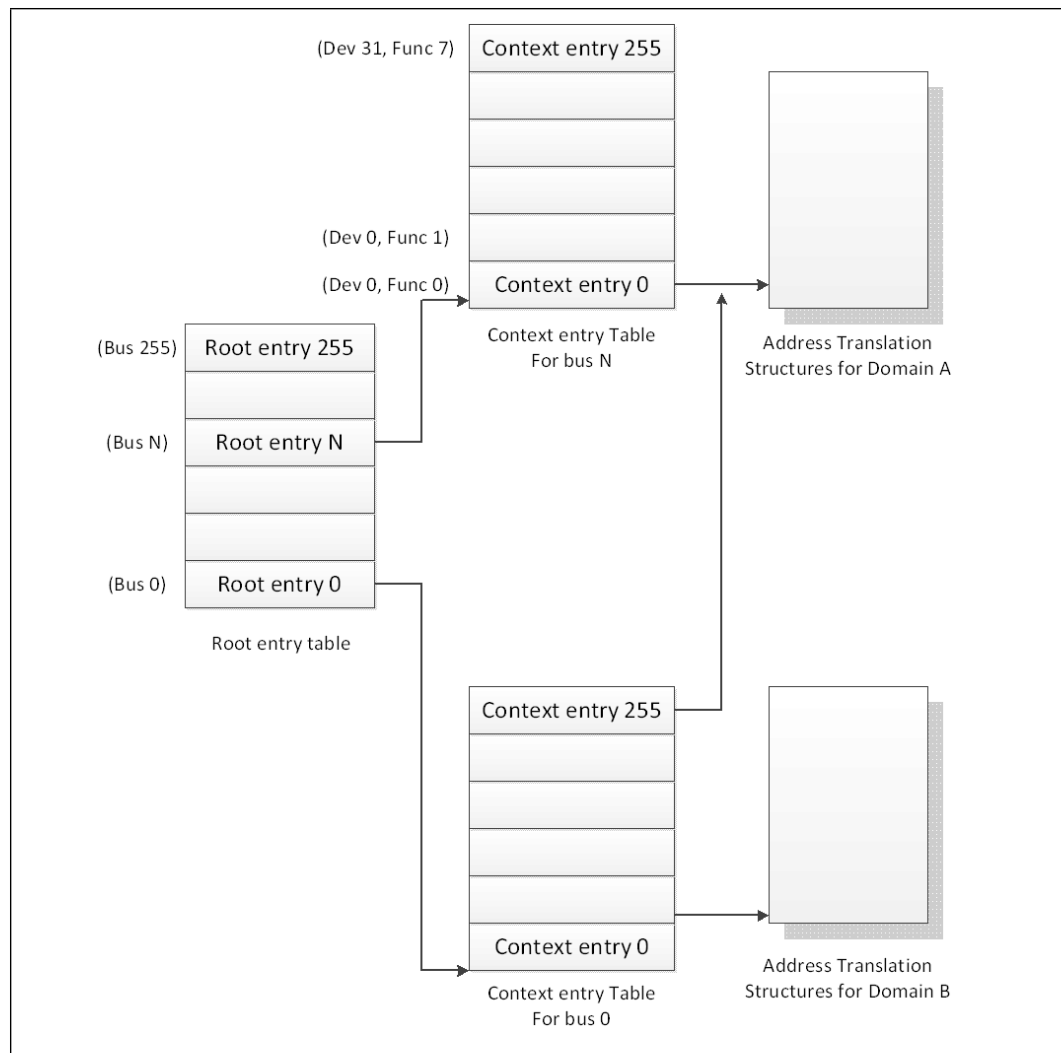 (Dev 31, Func 7)
Context entry 255
(Dev 0, Func 1)
(Dev 0, Func 0)
Context entry 0
Context entry Table
For bus N
Address Translation
Structures for Domain A
(Bus 255)
Root entry 255
(Bus N)
Root entry N
(Bus 0)
Root entry 0
Root entry table
Context entry 255
Context entry 0
Context entry Table
For bus 0
Address Translation
Structures for Domain B